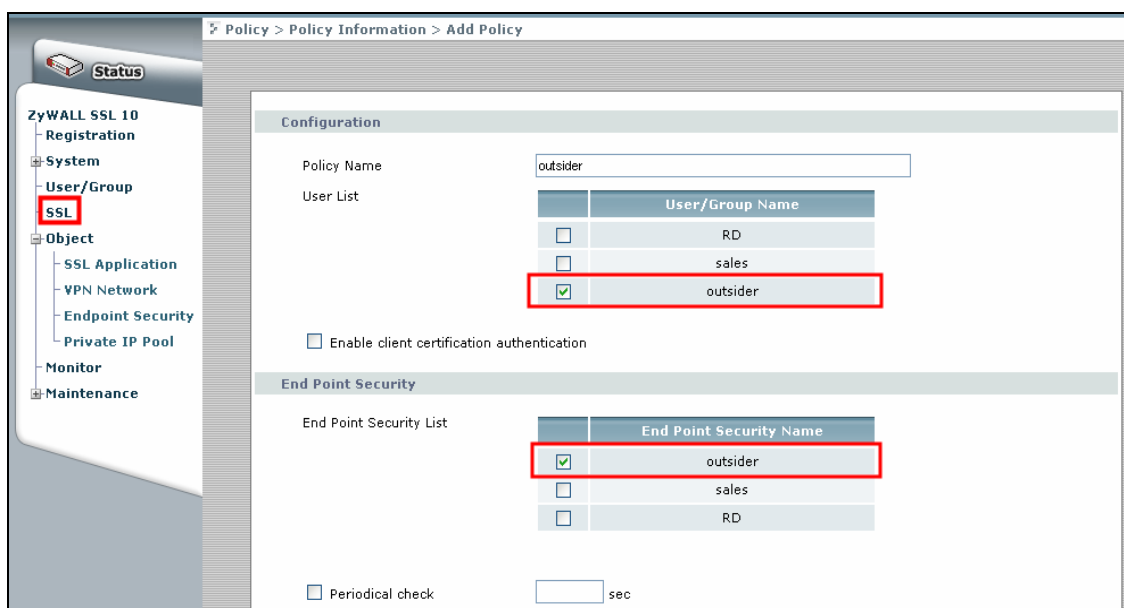 Policy > Policy Information > Add Policy
Status
ZyWALL SSL 10
Registration
System
User/Group
SSL
Object
SSL Application
VPN Network
Endpoint Security
Private IP Pool
Monitor
Maintenance
Configuration
Policy Name outsider
User List
User/Group Name
RD
sales
outsider
Enable client certification authentication
End Point Security
End Point Security List
End Point Security Name
outsider
sales
RD
Periodical check sec